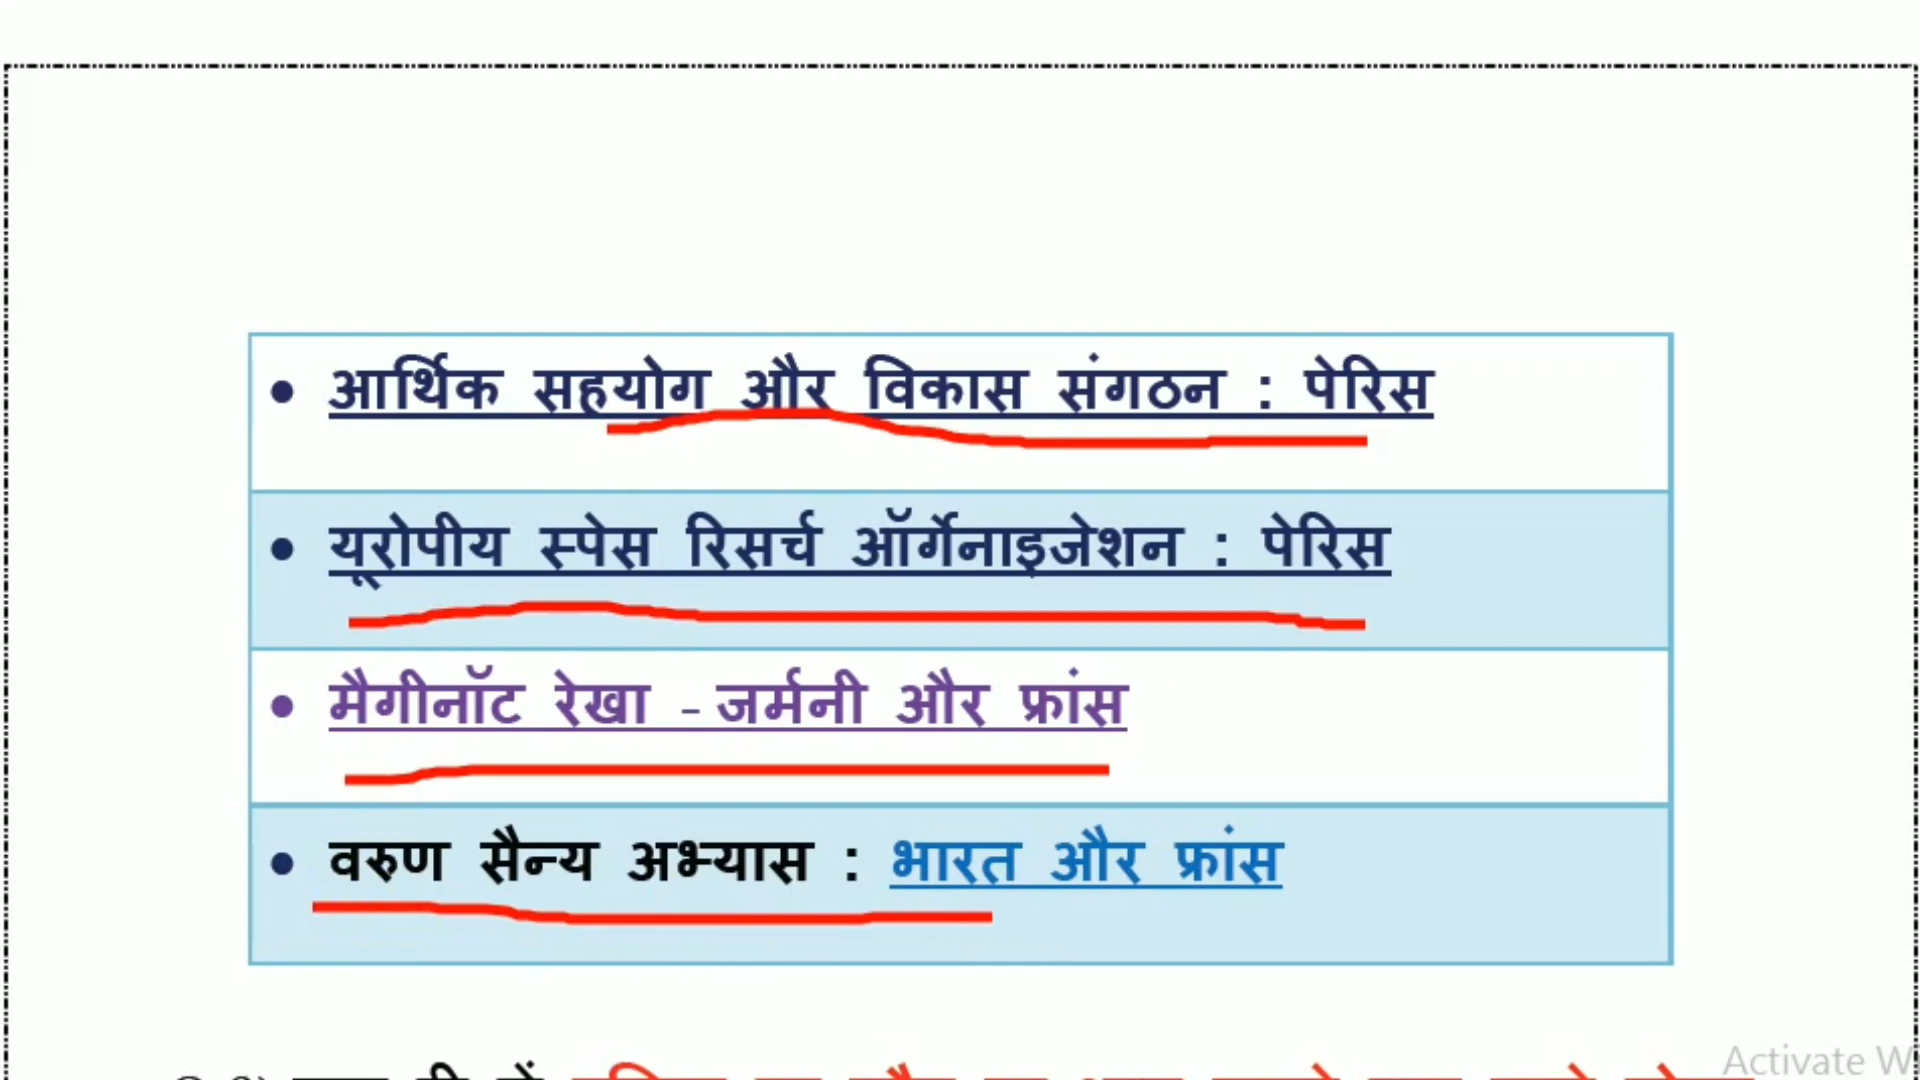 • आर्थिक सहयोग और विकास संगठन : पेरिस
• यूरोपीय स्पेस रिसर्च ऑर्गेनाइजेशन : पेरिस
• मैगीनॉट रेखा - जर्मनी और फ्रांस
• वरुण सैन्य अभ्यास : भारत और फ्रांस
Activate W